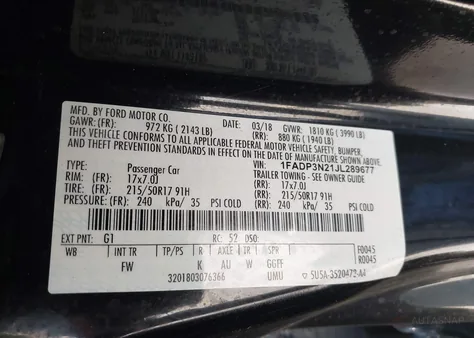 MFD. BY FORD MOTOR CO.
03/18 GVWR: 1810 KG ( 3990 LB)
GAWR: (FR): 972 KG ( 2143 LB) (RR): 880 KG ( 1940 LB)
THIS VEHICLE CONFORMS TO ALL APPLICABLE FEDERAL MOTOR VEHICLE SAFETY, BUMPER,
AND THEFT PREVENTION STANDARDS IN EFFECT ON THE DATE OF MANUFACTURE SHOWN ABOVE
1FADP3N21JL289677
TYPE: Passenger Car TRAILER TOWING - SEE OWNER GUIDE
RIM: (FR): 17x7.0J (RR): 17x7.0J
TIRE: (FR): 215/50R17 91H (RR): 215/50R17 91H
PRESSURE: (FR): 240 kPa/ 35 PSI COLD (RR): 240 kPa/ 35 PSI COLD
EXT PNT: G1 RC: 52 DSO:
WB INT TR TP/PS R AXLE TR SPR F0045
FW K AU W GGFF R0045
3201803076366 UMU
AUTOASTAT